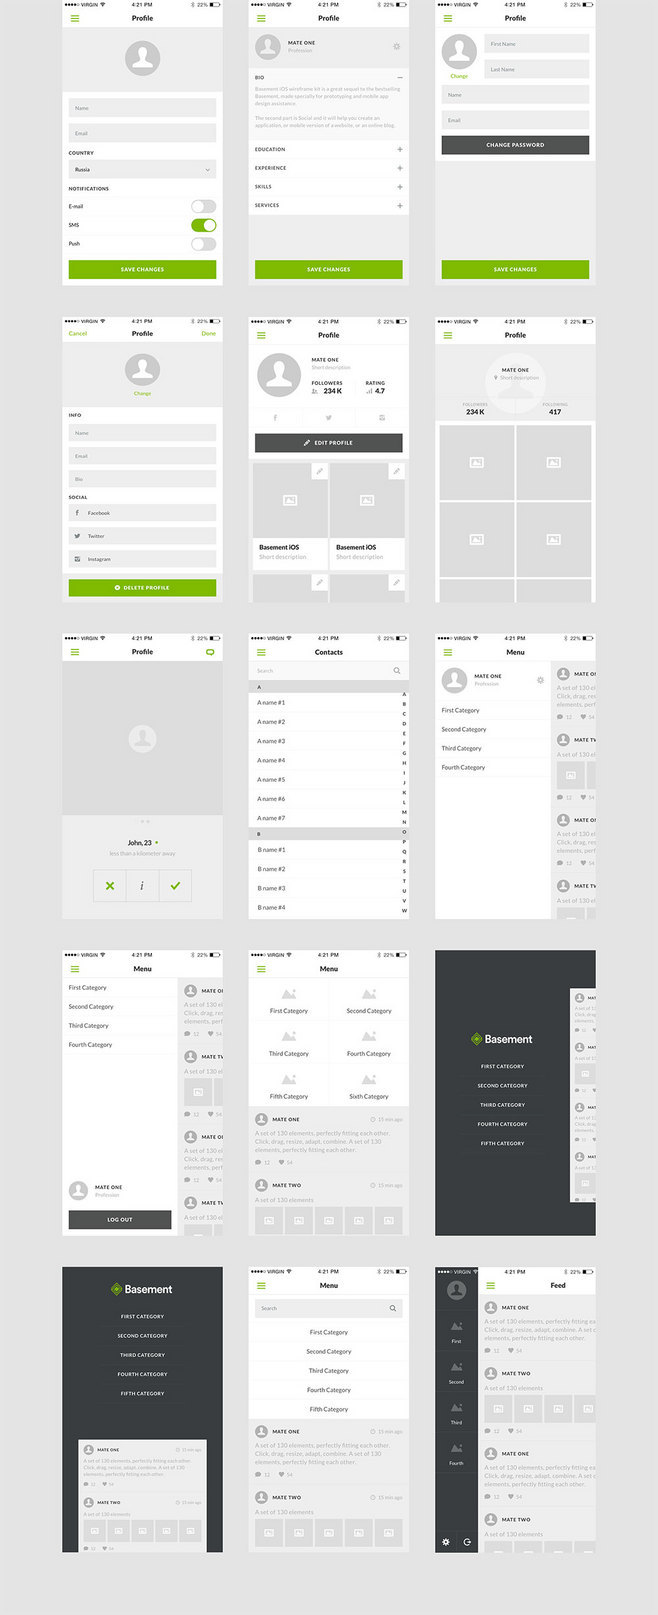 VIRGIN 4:21 PM 22%
Profile
Name
Email
COUNTRY
Russia
NOTIFICATIONS
E-mail
SMS
Push
SAVE CHANGES
VIRGIN 4:21 PM 22%
Profile
MATE ONE
Profession
BIO
Basement iOS wireframe kit is a great sequel to the bestselling
Basement, made specially for prototyping and mobile app
design assistance.
The second part is Social and it will help you create an
application, or mobile version of a website, or an online blog.
EDUCATION
EXPERIENCE
SKILLS
SERVICES
SAVE CHANGES
VIRGIN 4:21 PM 22%
Profile
First Name
Last Name
Change
Name
Email
CHANGE PASSWORD
SAVE CHANGES
VIRGIN 4:21 PM 22%
Cancel Profile Done
Change
INFO
Name
Email
Bio
SOCIAL
Facebook
Twitter
Instagram
DELETE PROFILE
VIRGIN 4:21 PM 22%
Profile
MATE ONE
Short description
FOLLOWERS RATING
234 K 4.7
EDIT PROFILE
Basement iOS Basement iOS
Short description Short description
VIRGIN 4:21 PM 22%
Profile
MATE ONE
Short description
FOLLOWERS FOLLOWING
234 K 417
VIRGIN 4:21 PM 22%
Profile
John, 23
less than a kilometer away
i
VIRGIN 4:21 PM 22%
Contacts
Search
A
A name #1
A name #2
A name #3
A name #4
A name #5
A name #6
A name #7
B
B name #1
B name #2
B name #3
B name #4
A
B
C
D
E
F
G
H
I
J
K
L
M
N
O
P
Q
R
S
T
U
V
W
VIRGIN 4:21 PM 22%
Menu
MATE ONE
Profession
First Category
Second Category
Third Category
Fourth Category
MATE ON
A set of 130 el
Click, drag, res
elements, perf
12 54
MATE TV
A set of 130 el
12 54
MATE ON
A set of 130 el
Click, drag, res
elements, perf
12 54
MATE TV
A set of 130 el
VIRGIN 4:21 PM 22%
Menu
First Category
Second Category
Third Category
Fourth Category
MATE ONE
Profession
LOG OUT
MATE ON
A set of 130 el
Click, drag, res
elements, perf
12 54
MATE TV
A set of 130 el
12 54
MATE ON
A set of 130 el
Click, drag, res
elements, perf
12 54
MATE TV
A set of 130 el
VIRGIN 4:21 PM 22%
Menu
First Category Second Category
Third Category Fourth Category
Fifth Category Sixth Category
MATE ONE 15 min ago
A set of 130 elements, perfectly fitting each other.
Click, drag, resize, adapt, combine. A set of 130
elements, perfectly fitting each other.
12 54
MATE TWO
A set of 130 elements
Basement
FIRST CATEGORY
SECOND CATEGORY
THIRD CATEGORY
FOURTH CATEGORY
FIFTH CATEGORY
Basement
FIRST CATEGORY
SECOND CATEGORY
THIRD CATEGORY
FOURTH CATEGORY
FIFTH CATEGORY
MATE ONE 15 min ago
A set of 130 elements, perfectly fitting each other.
Click, drag, resize, adapt, combine. A set of 130
elements, perfectly fitting each other.
12 54
MATE TWO 15 min ago
A set of 130 elements
12 54
VIRGIN 4:21 PM 22%
Menu
Search
First Category
Second Category
Third Category
Fourth Category
Fifth Category
MATE ONE 15 min ago
A set of 130 elements, perfectly fitting each other.
Click, drag, resize, adapt, combine. A set of 130
elements, perfectly fitting each other.
12 54
MATE TWO 15 min ago
A set of 130 elements
VIRGIN 4:21 PM 22%
Feed
First
Second
Third
Fourth
MATE ONE
A set of 130 elements, perfectly fitting ea
Click, drag, resize, adapt, combine. A set
elements, perfectly fitting each other.
12 54
MATE TWO
A set of 130 elements
12 54
MATE ONE
A set of 130 elements, perfectly fitting ea
Click, drag, resize, adapt, combine. A set
elements, perfectly fitting each other.
12 54
MATE TWO
A set of 130 elements